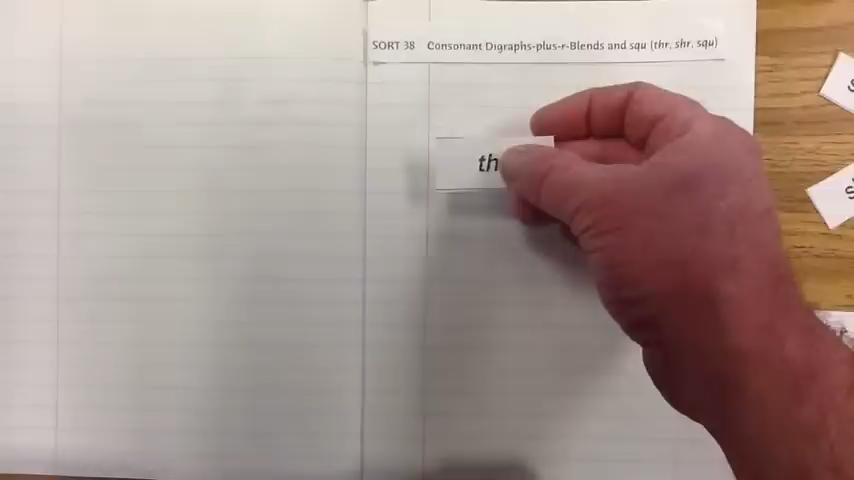 SORT 38 Consonant Digraphs-plus-r-Blends and squ (thr, shr, squ)
th